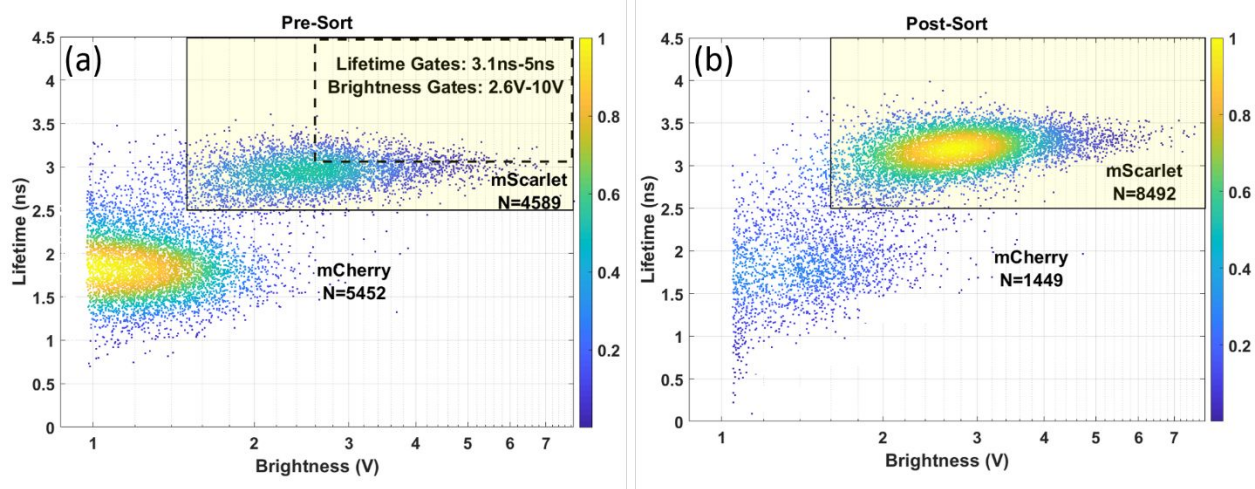 Pre-Sort
(a)
4.5
4
3.5
3
2.5
2
1.5
1
0.5
0
Lifetime (ns)
Lifetime Gates: 3.1ns-5ns
Brightness Gates: 2.6V-10V
mScarlet
N=4589
mCherry
N=5452
1 2 3 4 5 6 7
Brightness (V)
1
0.8
0.6
0.4
0.2
Post-Sort
(b)
4.5
4
3.5
3
2.5
2
1.5
1
0.5
0
Lifetime (ns)
mScarlet
N=8492
mCherry
N=1449
1 2 3 4 5 6 7
Brightness (V)
1
0.8
0.6
0.4
0.2